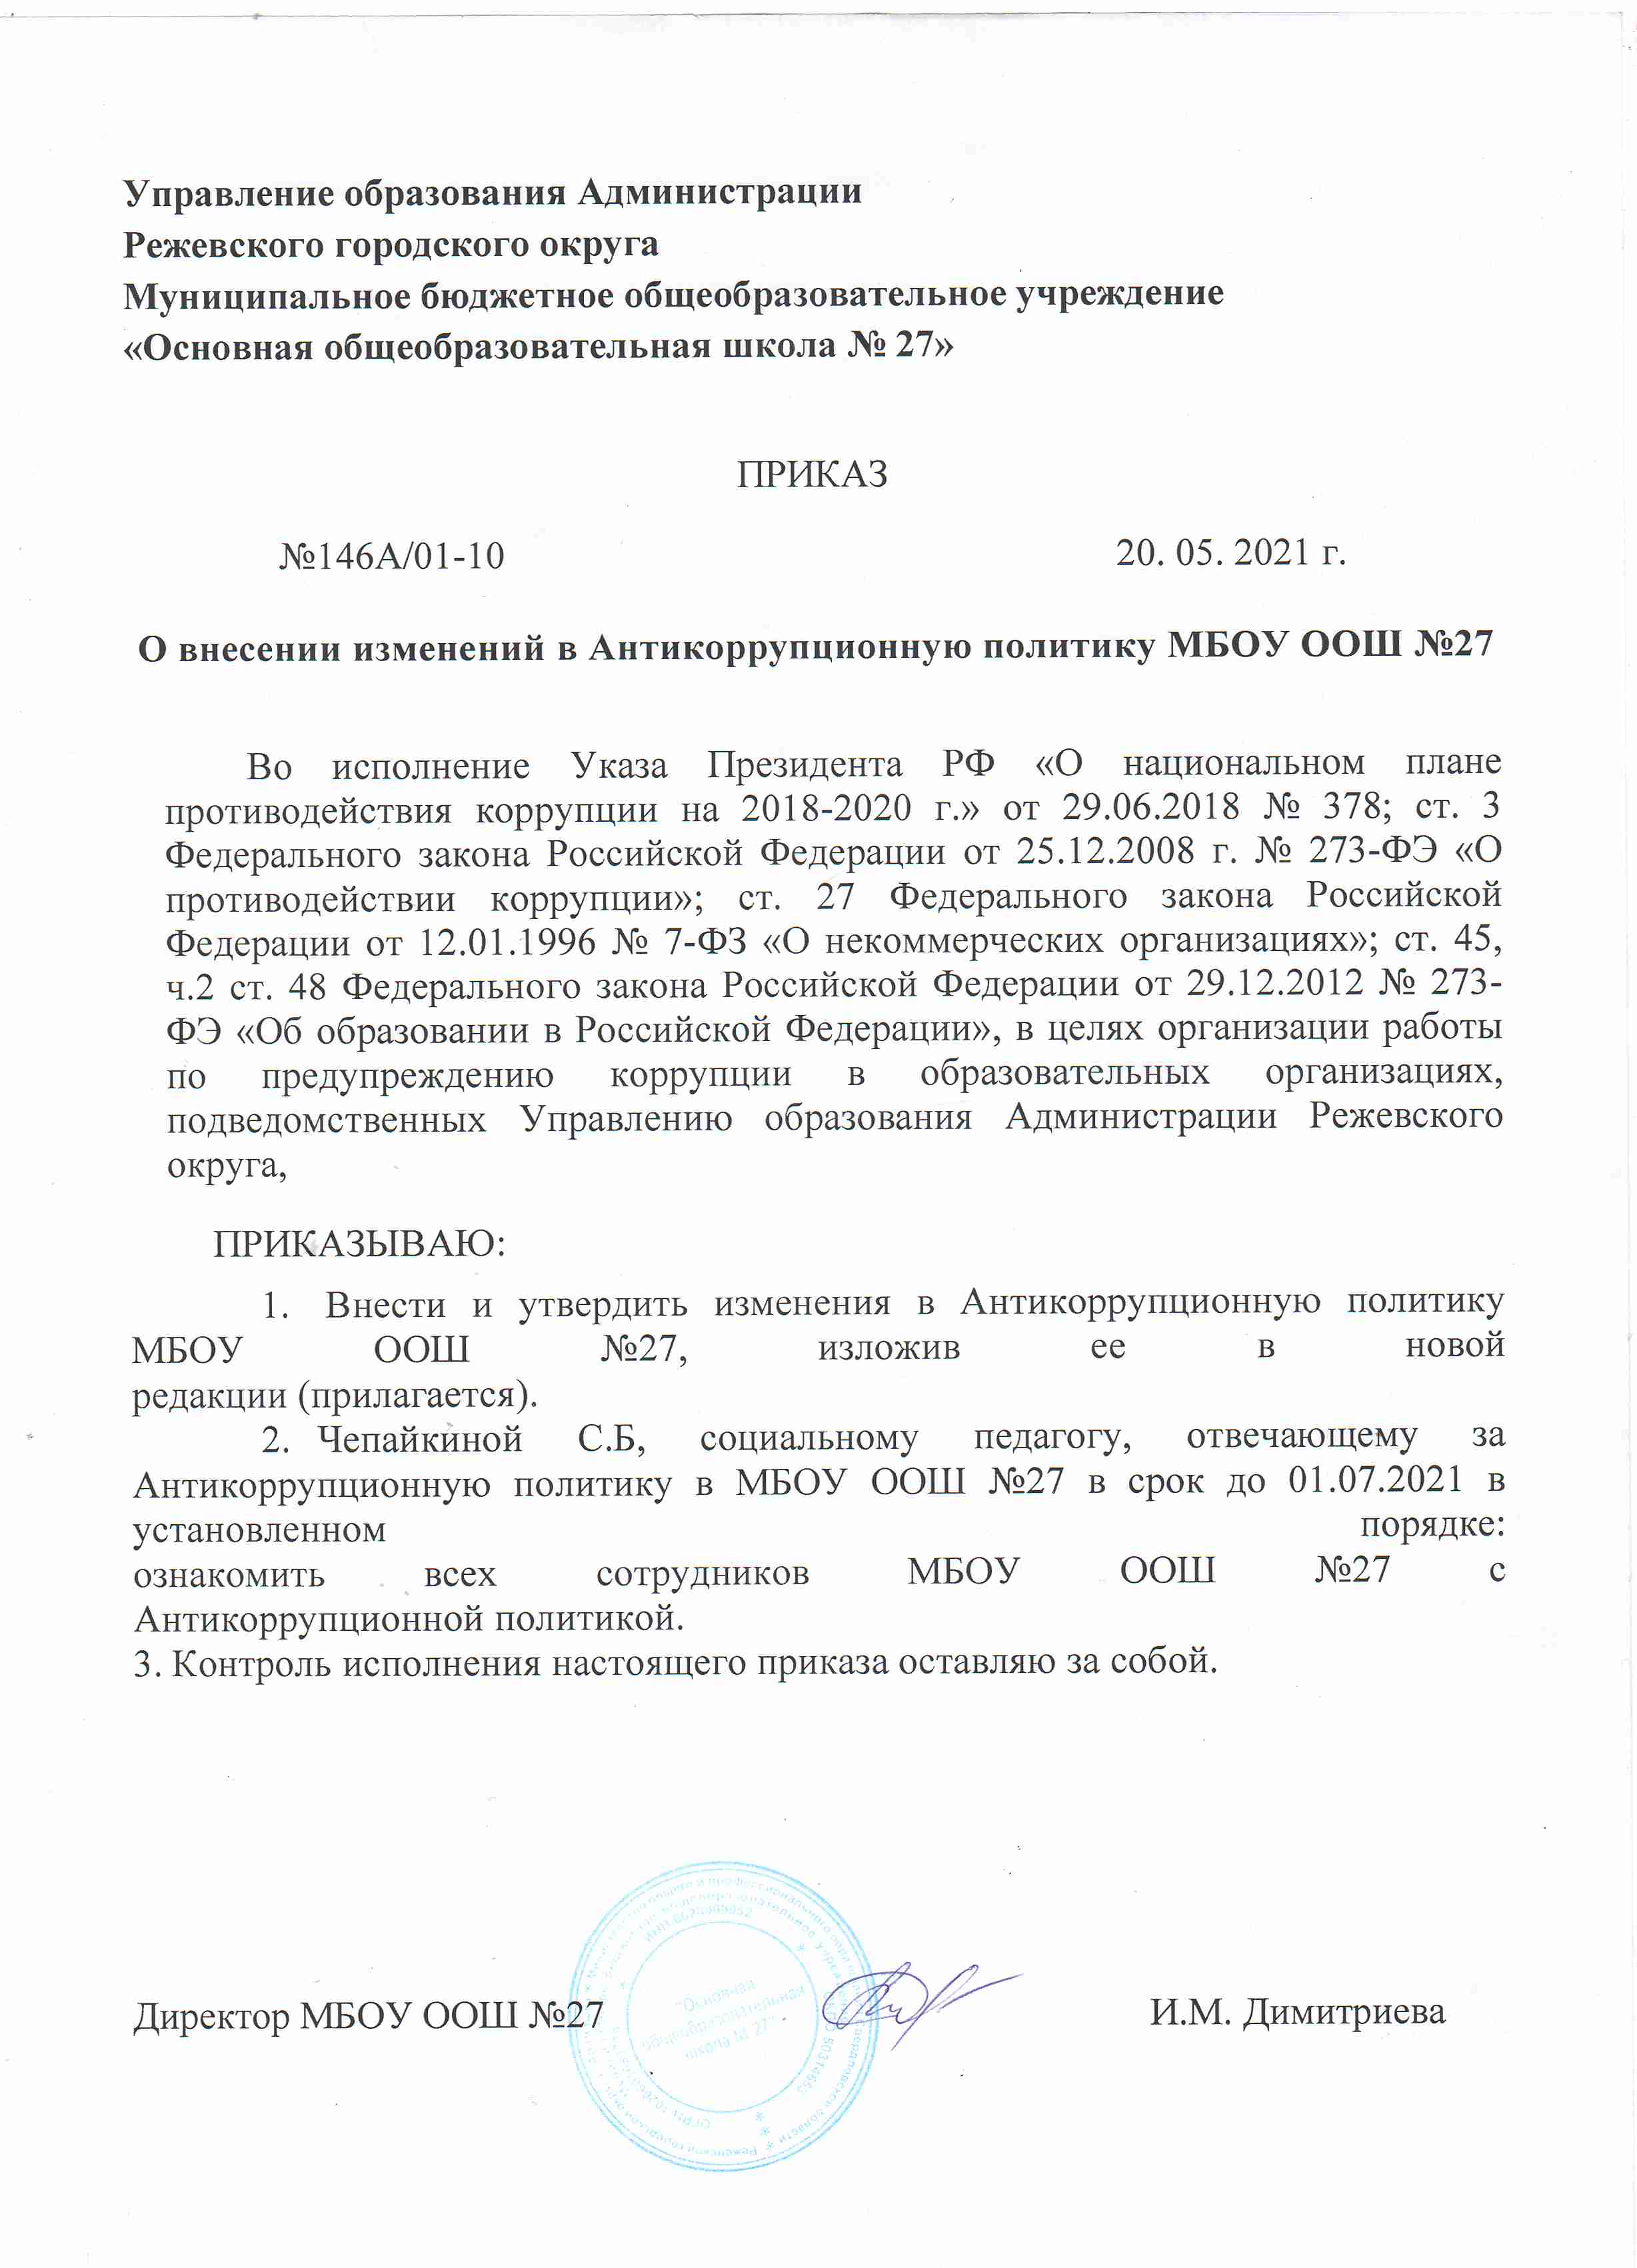 Управление образования Администрации
Режевского городского округа
Муниципальное бюджетное общеобразовательное учреждение
«Основная общеобразовательная школа № 27»
ПРИКАЗ
№146А/01-10 20. 05. 2021 г.
О внесении изменений в Антикоррупционную политику МБОУ ООШ №27
Во исполнение Указа Президента РФ «О национальном плане
противодействия коррупции на 2018-2020 г.» от 29.06.2018 № 378; ст. 3
Федерального закона Российской Федерации от 25.12.2008 г. № 273-ФЭ «О
противодействии коррупции»; ст. 27 Федерального закона Российской
Федерации от 12.01.1996 № 7-ФЗ «О некоммерческих организациях»; ст. 45,
ч.2 ст. 48 Федерального закона Российской Федерации от 29.12.2012 № 273-
ФЭ «Об образовании в Российской Федерации», в целях организации работы
по предупреждению коррупции в образовательных организациях,
подведомственных Управлению образования Администрации Режевского
округа,
ПРИКАЗЫВАЮ:
1. Внести и утвердить изменения в Антикоррупционную политику
МБОУ ООШ №27, изложив ее в новой
редакции (прилагается).
2. Чепайкиной С.Б, социальному педагогу, отвечающему за
Антикоррупционную политику в МБОУ ООШ №27 в срок до 01.07.2021 в
установленном порядке:
ознакомить всех сотрудников МБОУ ООШ №27 с
Антикоррупционной политикой.
3. Контроль исполнения настоящего приказа оставляю за собой.
Директор МБОУ ООШ №27 И.М. Димитриева
"Основная
общеобразовательная
школа № 27"